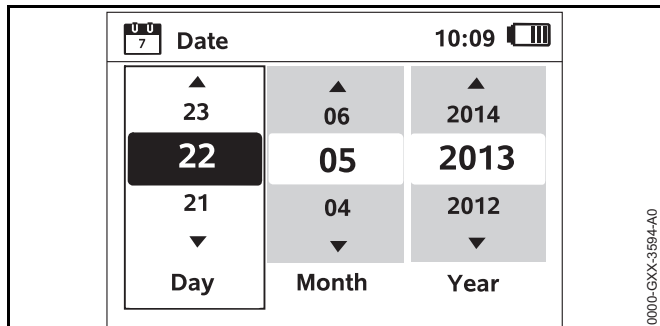 7 Date 10:09
23 06 2014
22 05 2013
21 04 2012
Day Month Year
0000-GXX-3594-A0